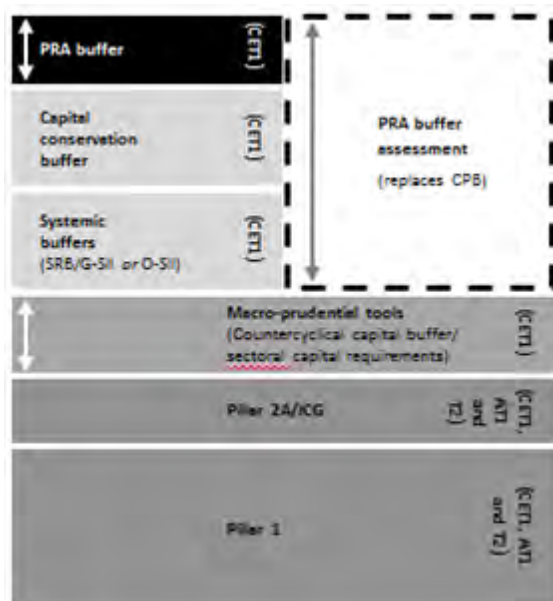 PRA buffer
(CET1)
Capital
conservation
buffer
(CET1)
Systemic
buffers
(SRB/G-SII or O-SII)
(CET1)
PRA buffer
assessment
(replaces CPB)
Macro-prudential tools
(Countercyclical capital buffer/
sectoral capital requirements)
(CET1)
Pillar 2A/ICG
(CET1,
AT1
and
T2)
Pillar 1
(CET1, AT1
and T2)